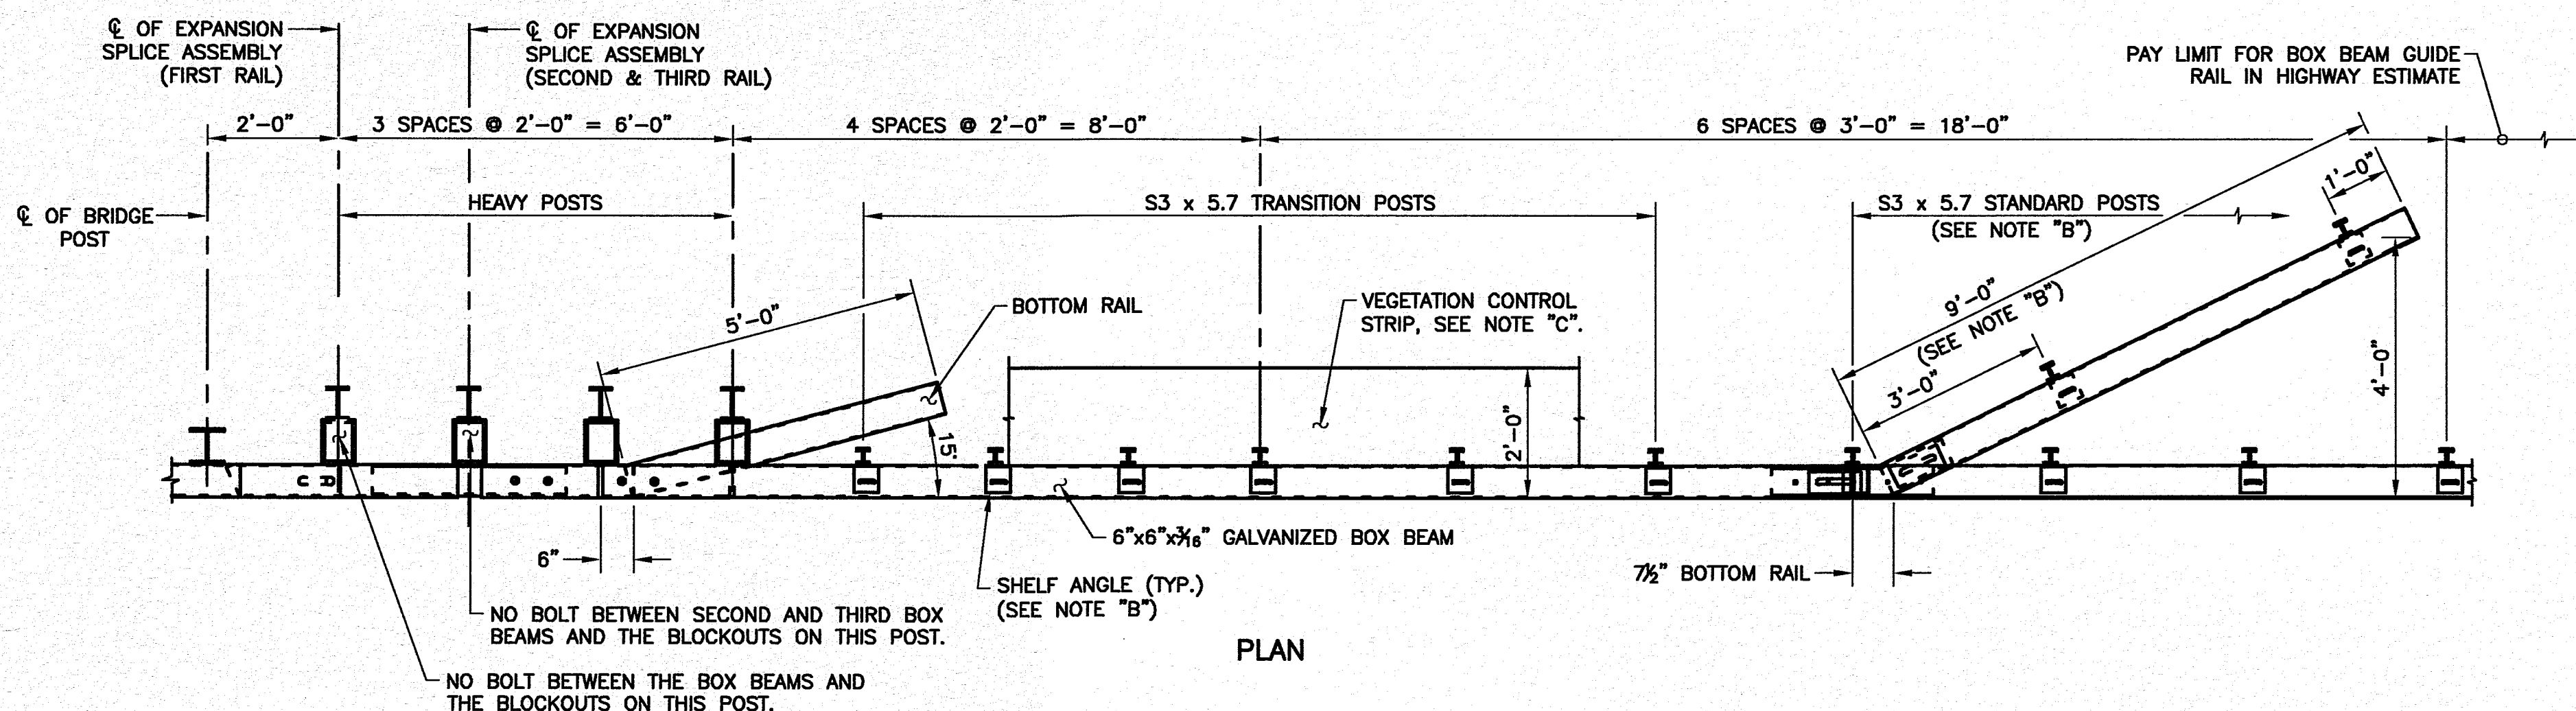 ℄ OF EXPANSION
SPLICE ASSEMBLY
(FIRST RAIL)
℄ OF EXPANSION
SPLICE ASSEMBLY
(SECOND & THIRD RAIL)
PAY LIMIT FOR BOX BEAM GUIDE
RAIL IN HIGHWAY ESTIMATE
2'-0"
3 SPACES @ 2'-0" = 6'-0"
4 SPACES @ 2'-0" = 8'-0"
6 SPACES @ 3'-0" = 18'-0"
1'-0"
℄ OF BRIDGE
POST
HEAVY POSTS
S3 x 5.7 TRANSITION POSTS
S3 x 5.7 STANDARD POSTS
(SEE NOTE "B")
5'-0"
BOTTOM RAIL
VEGETATION CONTROL
STRIP, SEE NOTE "C".
9'-0"
(SEE NOTE "B")
3'-0"
4'-0"
2'-0"
15'
6"
6"x6"x3/16" GALVANIZED BOX BEAM
SHELF ANGLE (TYP.)
(SEE NOTE "B")
7½" BOTTOM RAIL
NO BOLT BETWEEN SECOND AND THIRD BOX
BEAMS AND THE BLOCKOUTS ON THIS POST.
PLAN
NO BOLT BETWEEN THE BOX BEAMS AND
THE BLOCKOUTS ON THIS POST.